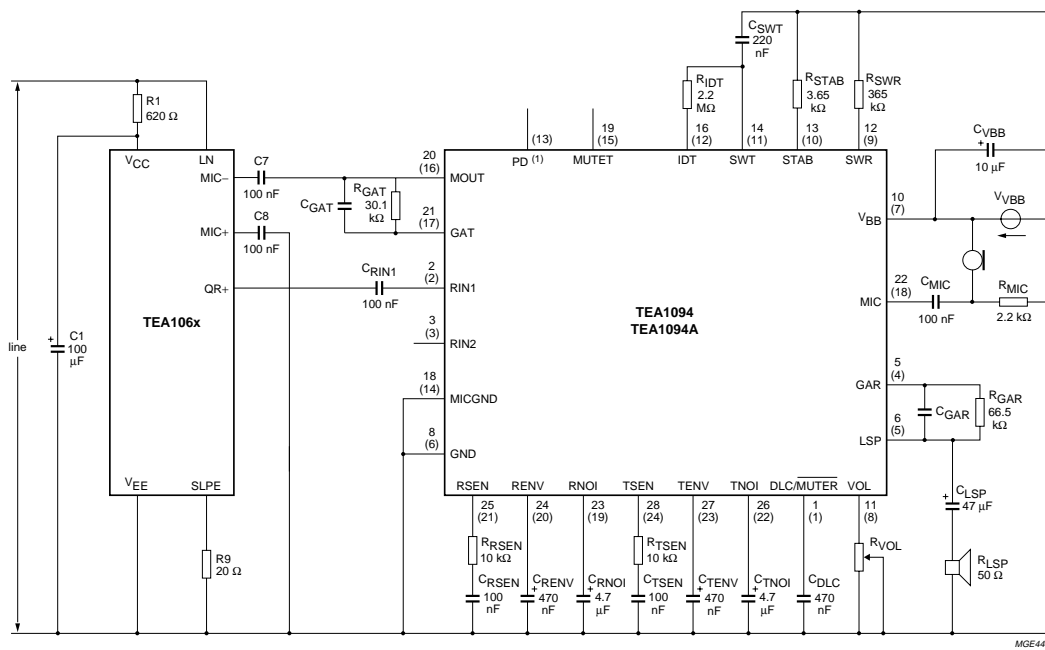 CSWT
220
nF
RIDT
2.2
MΩ
RSTAB
3.65
kΩ
RSWR
365
kΩ
line
R1
620 Ω
C1
100
μF
+
VCC
LN
MIC−
MIC+
QR+
TEA106x
VEE
SLPE
R9
20 Ω
C7
100 nF
C8
100 nF
CGAT
RGAT
30.1
kΩ
CRIN1
100 nF
(13)
PD (1)
19
(15)
MUTET
16
(12)
IDT
14
(11)
SWT
13
(10)
STAB
12
(9)
SWR
20
(16)
MOUT
21
(17)
GAT
2
(2)
RIN1
3
(3)
RIN2
18
(14)
MICGND
8
(6)
GND
TEA1094
TEA1094A
10
(7)
VBB
22
(18)
MIC
5
(4)
GAR
6
(5)
LSP
CVBB
+
10 μF
VVBB
CMIC
100 nF
RMIC
2.2 kΩ
CGAR
RGAR
66.5
kΩ
CLSP
+
47 μF
RLSP
50 Ω
RSEN
RENV
RNOI
TSEN
TENV
TNOI
DLC/MUTER
VOL
25
(21)
24
(20)
23
(19)
28
(24)
27
(23)
26
(22)
1
(1)
11
(8)
RRSEN
10 kΩ
RTSEN
10 kΩ
RVOL
CRSEN
100
nF
CRENV
+
470
nF
CRNOI
+
4.7
μF
CTSEN
100
nF
CTENV
+
470
nF
CTNOI
+
4.7
μF
CDLC
470
nF
MGE44